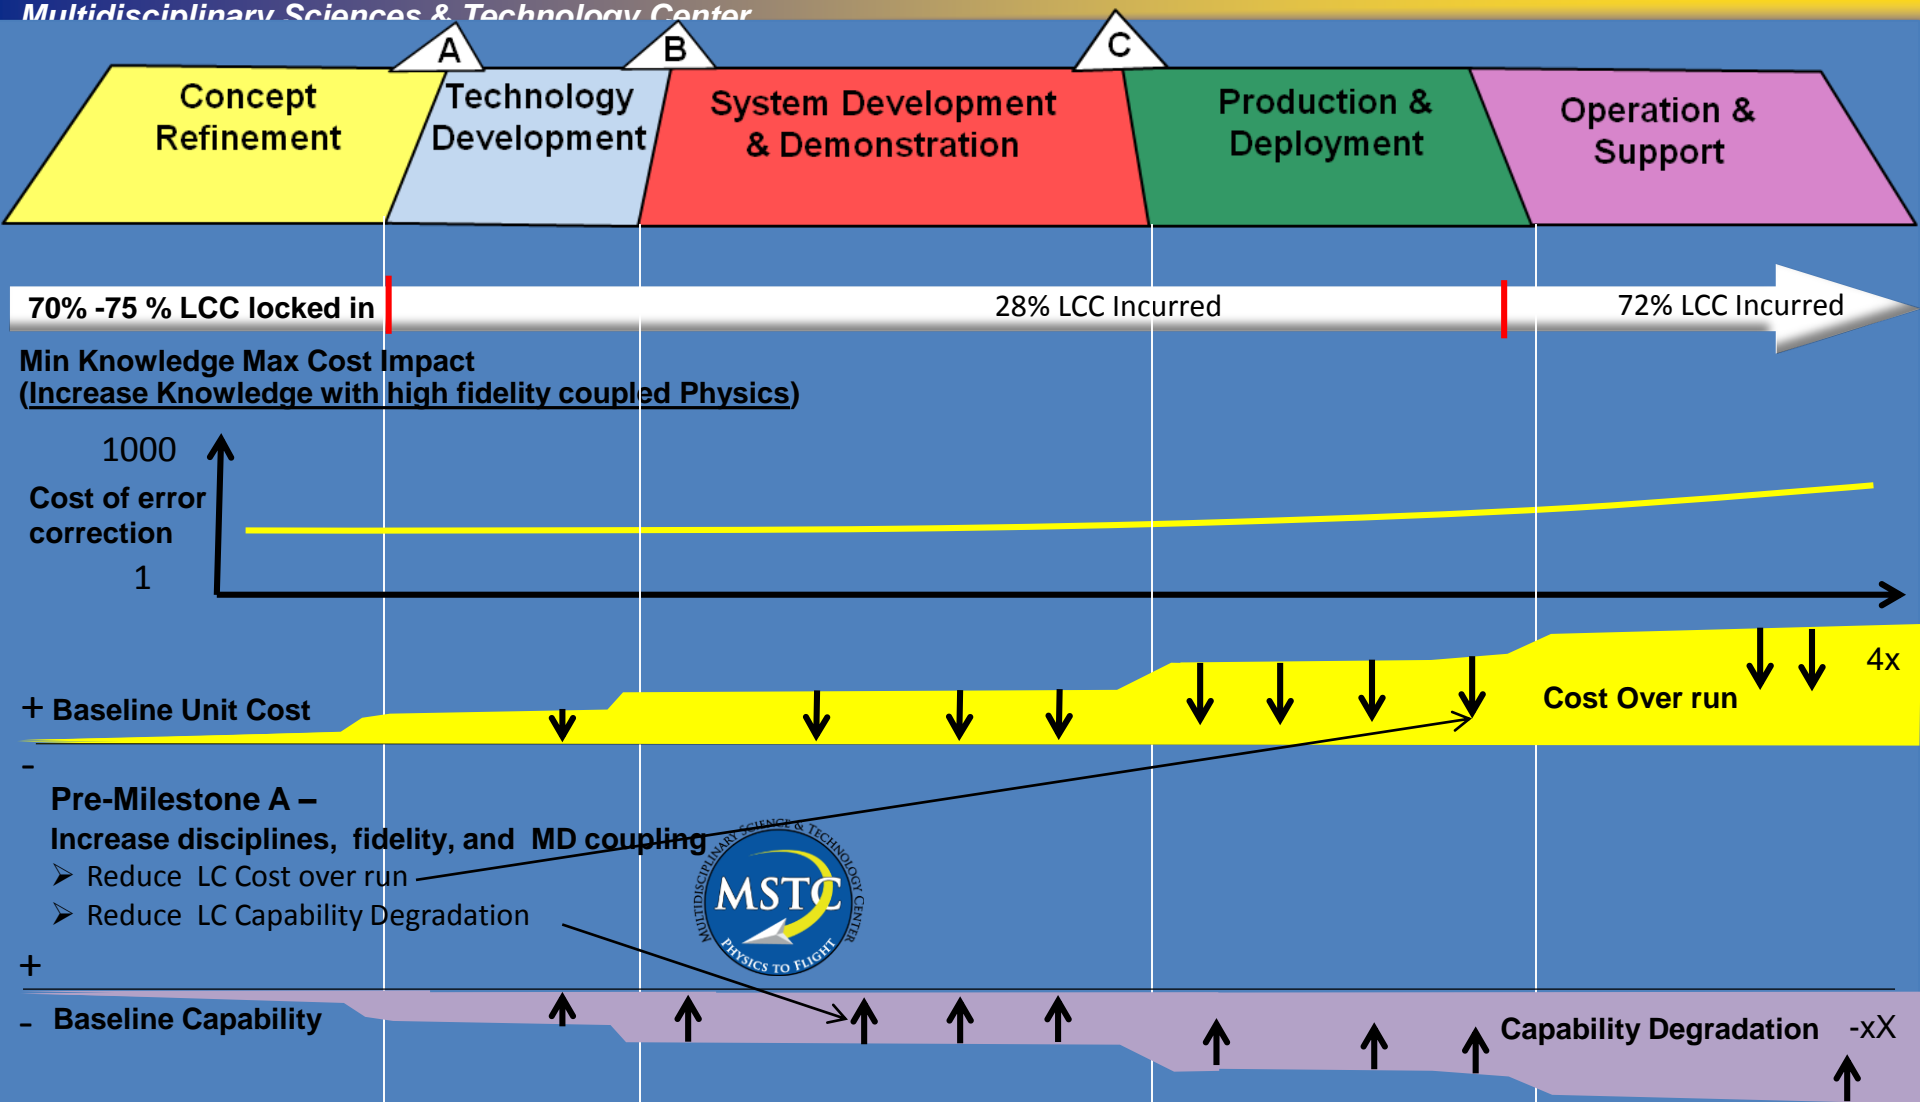 Multidisciplinary Sciences & Technology Center
A
B
C
Concept
Refinement
Technology
Development
System Development
& Demonstration
Production &
Deployment
Operation &
Support
70% -75 % LCC locked in
28% LCC Incurred
72% LCC Incurred
Min Knowledge Max Cost Impact
(Increase Knowledge with high fidelity coupled Physics)
1000
Cost of error
correction
1
4x
Cost Over run
+ Baseline Unit Cost
-
Pre-Milestone A –
Increase disciplines, fidelity, and MD coupling
➢ Reduce LC Cost over run
➢ Reduce LC Capability Degradation
MULTIDISCIPLINARY SCIENCE & TECHNOLOGY CENTER
MSTC
PHYSICS TO FLIGHT
+
- Baseline Capability
Capability Degradation -xX